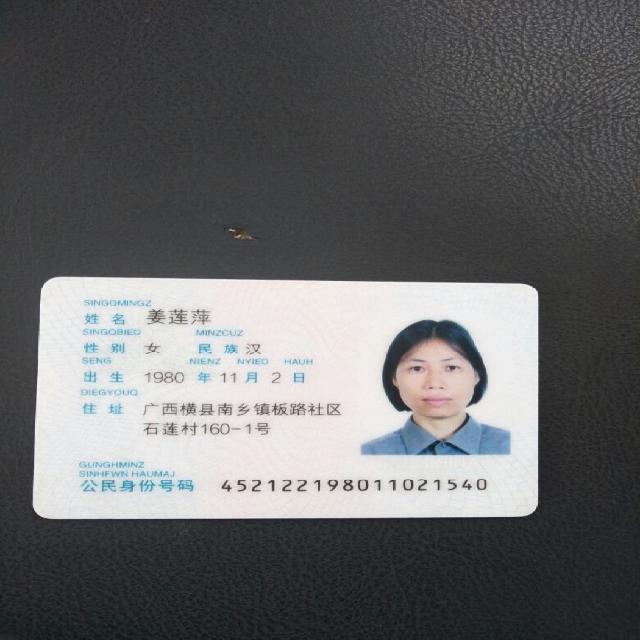 SINGQMINGZ
姓 名 姜莲萍
SINGQBIED MINZCUZ
性 别 女 民 族 汉
SENG NIENZ NYIED HAUH
出 生 1980 年 11 月 2 日
DIEGYOUQ
住 址 广西横县南乡镇板路社区
石莲村160-1号
GUNGHMINZ
SINHFWN HAUMAJ
公民身份号码 452122198011021540